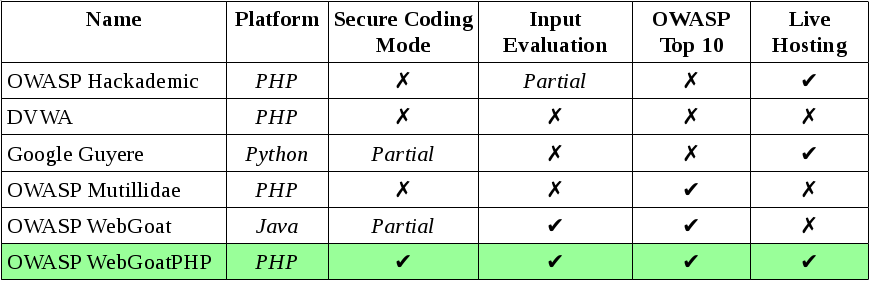 Name Platform Secure Coding Mode Input Evaluation OWASP Top 10 Live Hosting
OWASP Hackademic PHP ✗ Partial ✗ ✔
DVWA PHP ✗ ✗ ✗ ✗
Google Guyere Python Partial ✗ ✗ ✔
OWASP Mutillidae PHP ✗ ✗ ✔ ✗
OWASP WebGoat Java Partial ✔ ✔ ✗
OWASP WebGoatPHP PHP ✔ ✔ ✔ ✔